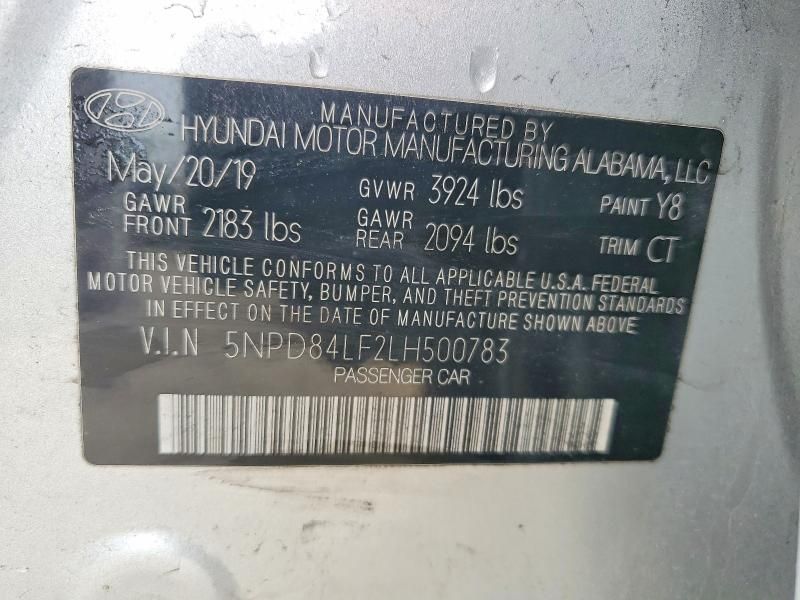 MANUFACTURED BY
HYUNDAI MOTOR MANUFACTURING ALABAMA, LLC
May/20/19 GVWR 3924 lbs PAINT Y8
GAWR FRONT 2183 lbs GAWR REAR 2094 lbs TRIM CT
THIS VEHICLE CONFORMS TO ALL APPLICABLE U.S.A. FEDERAL
MOTOR VEHICLE SAFETY, BUMPER, AND THEFT PREVENTION STANDARDS
IN EFFECT ON THE DATE OF MANUFACTURE SHOWN ABOVE
V.I.N 5NPD84LF2LH500783
PASSENGER CAR